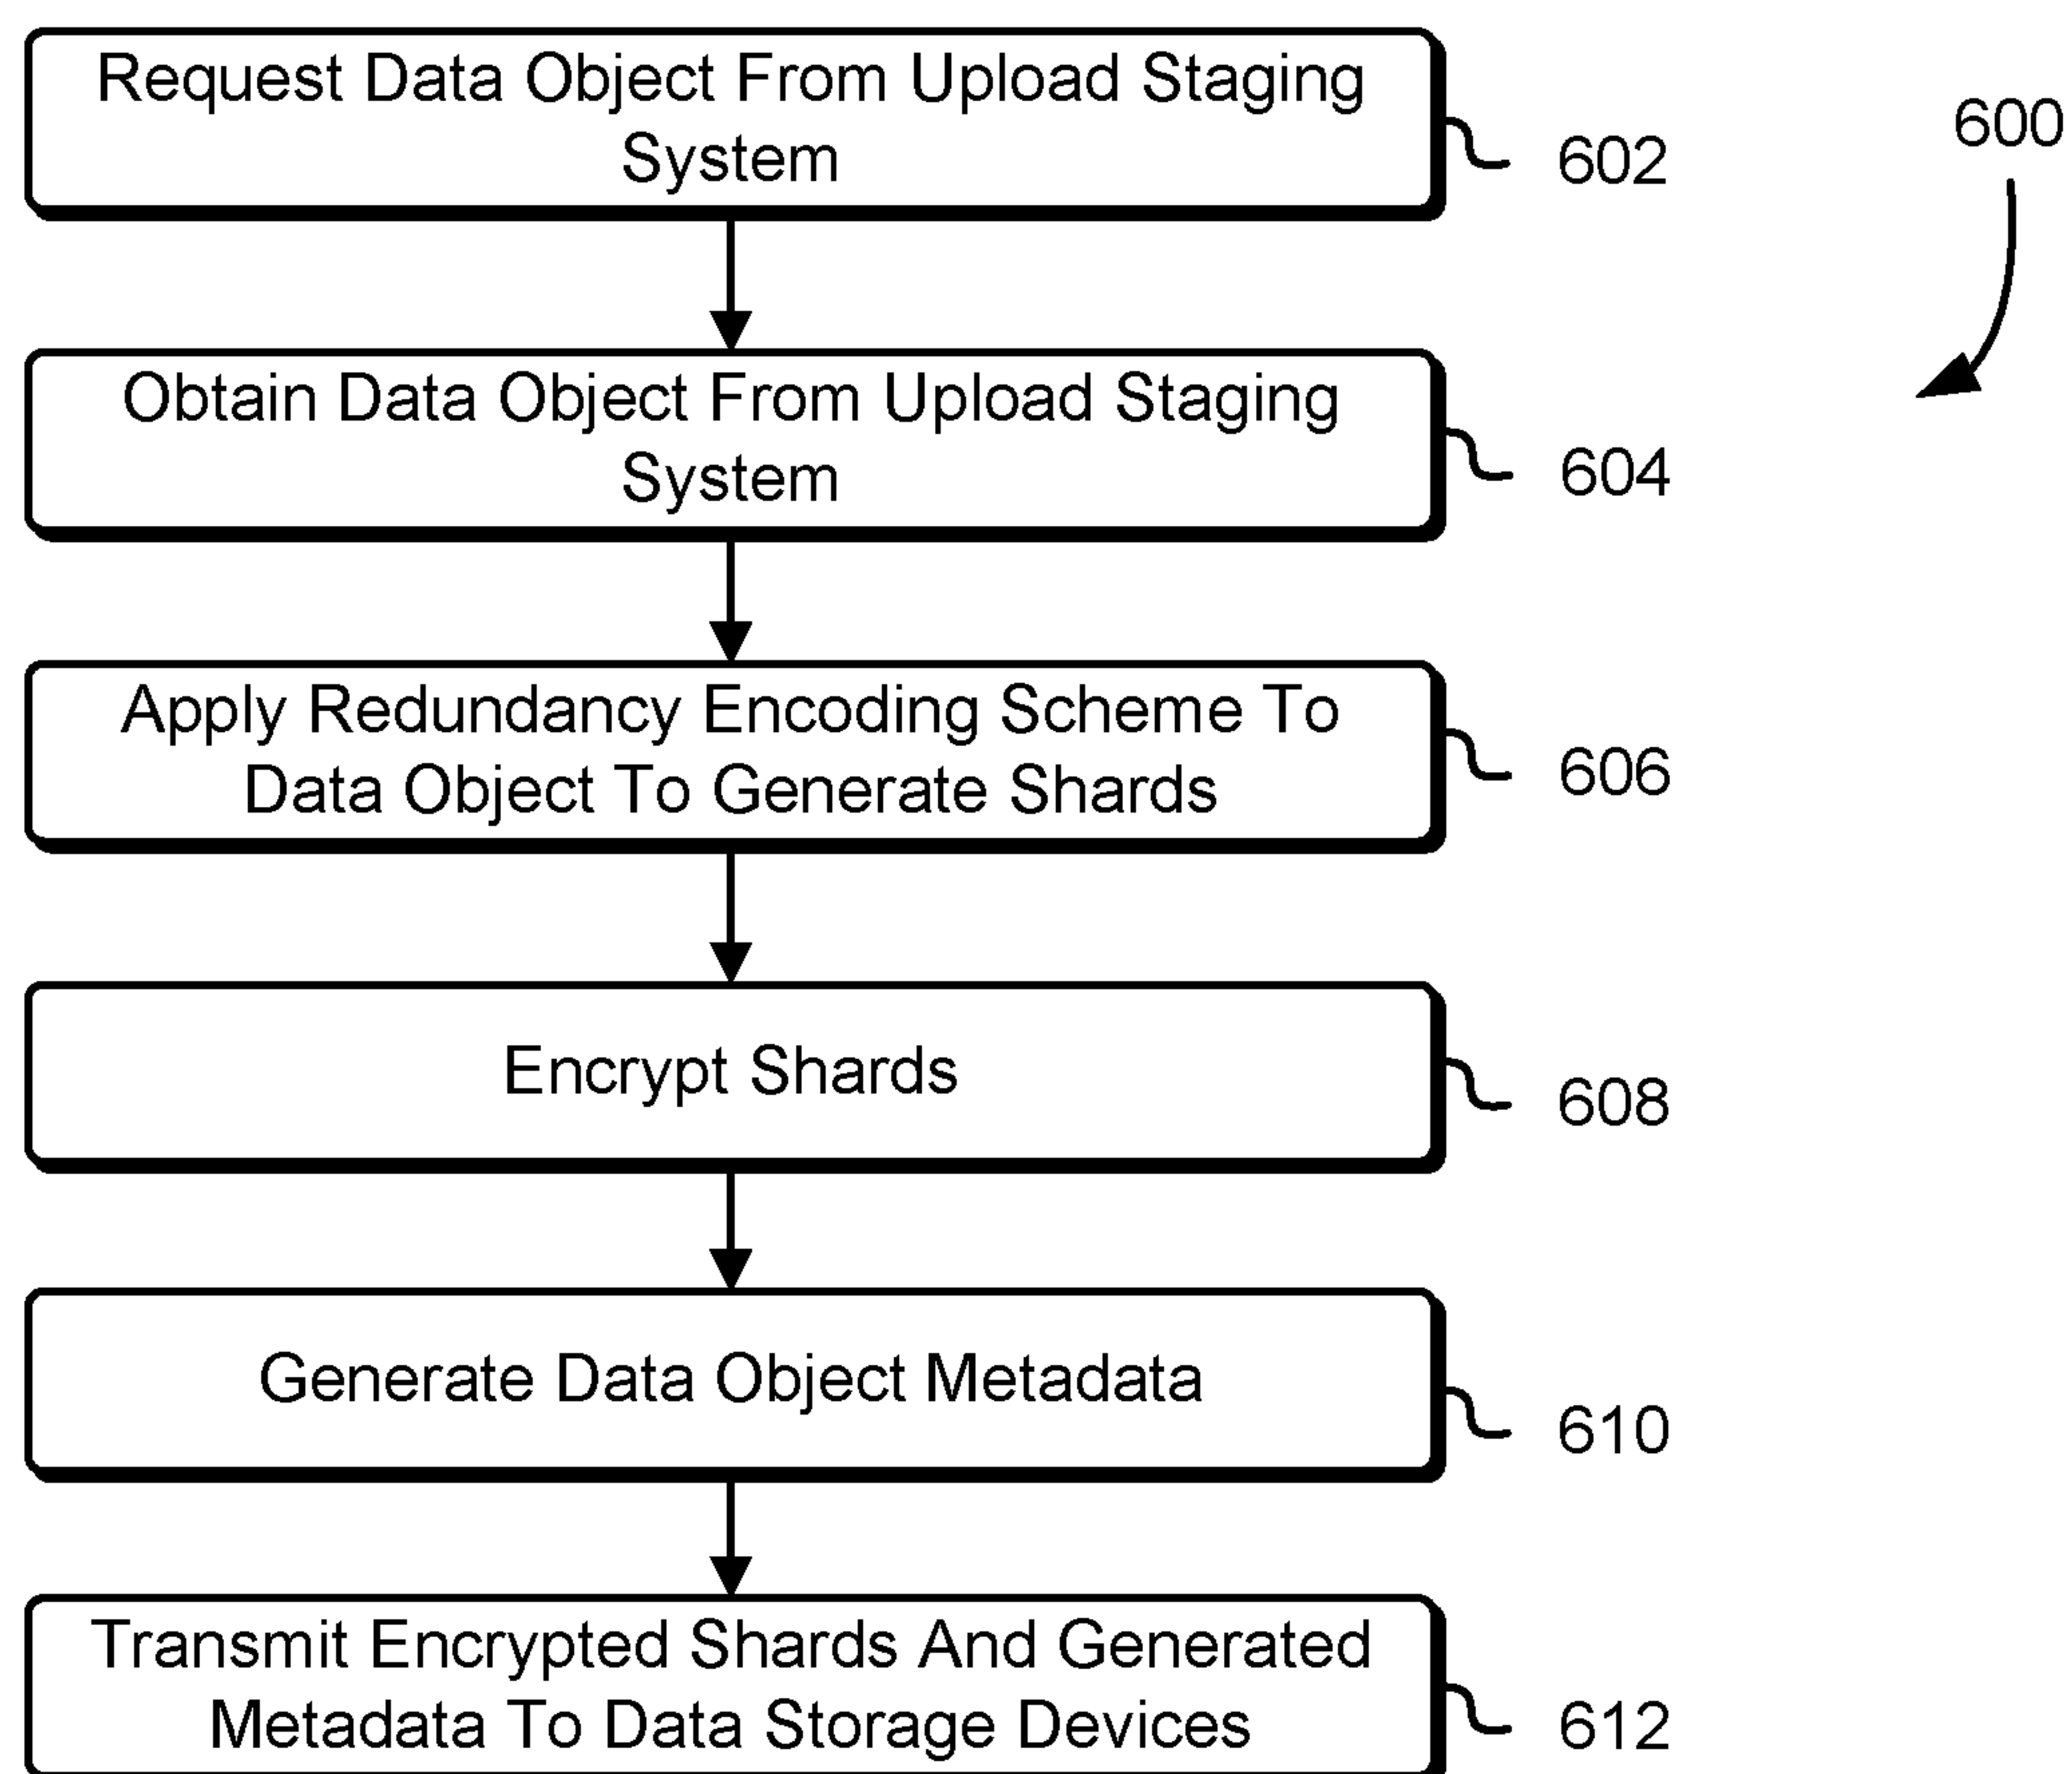 Request Data Object From Upload Staging
System
602
600
Obtain Data Object From Upload Staging
System
604
Apply Redundancy Encoding Scheme To
Data Object To Generate Shards
606
Encrypt Shards
608
Generate Data Object Metadata
610
Transmit Encrypted Shards And Generated
Metadata To Data Storage Devices
612